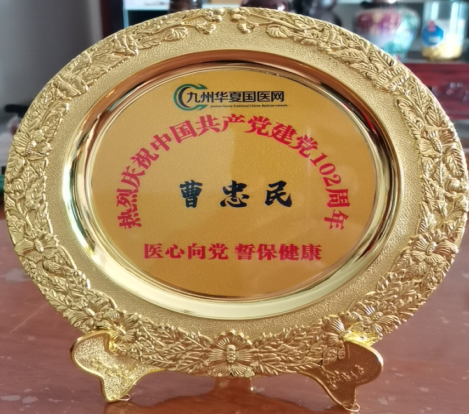 九州华夏国医网
热烈庆祝中国共产党建党102周年
曹忠民
医心向党 誓保健康